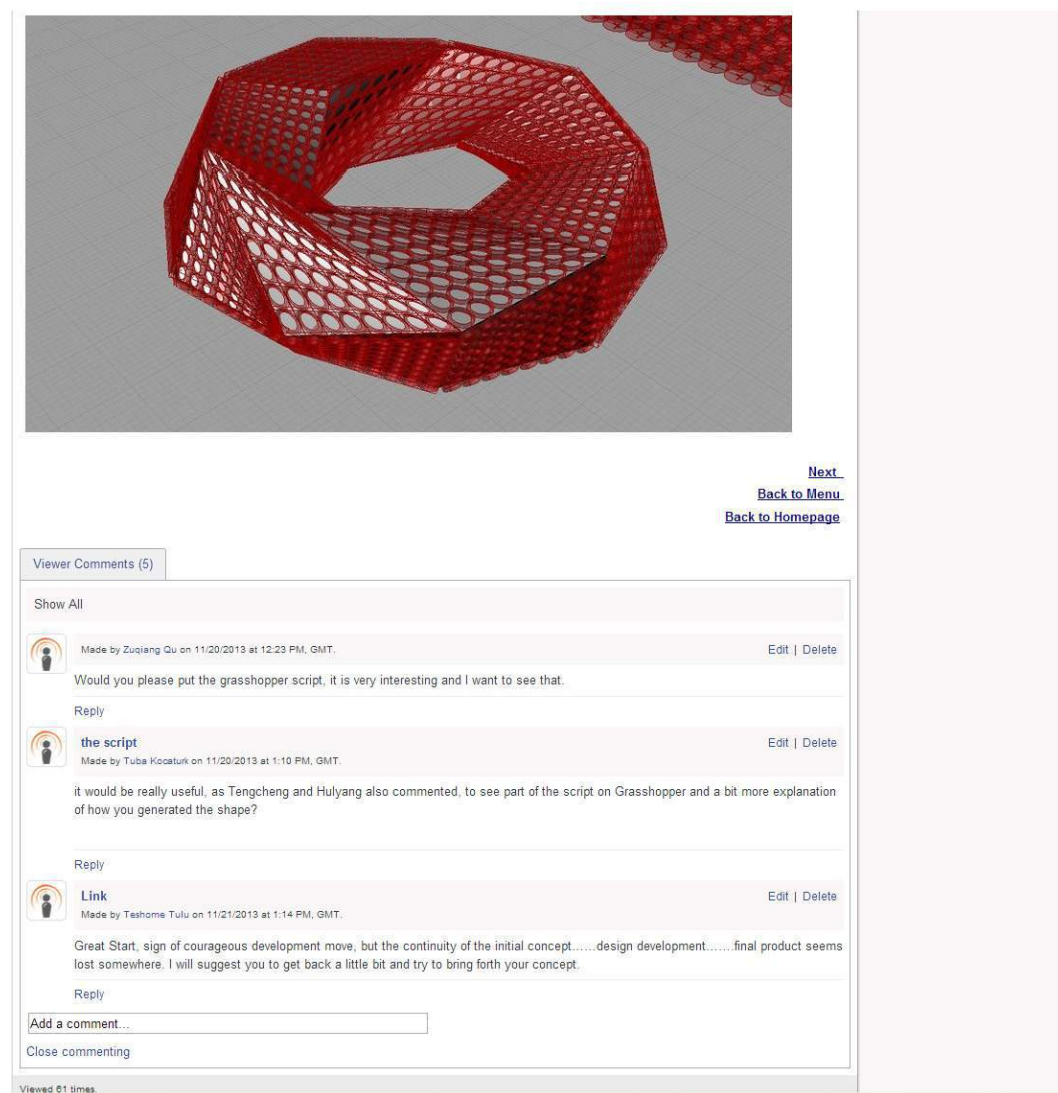 Next
Back to Menu
Back to Homepage
Viewer Comments (5)
Show All
Made by Zuqiang Qu on 11/20/2013 at 12:23 PM, GMT.
Edit | Delete
Would you please put the grasshopper script, it is very interesting and I want to see that.
Reply
the script
Edit | Delete
Made by Tuba Kocaturk on 11/20/2013 at 1:10 PM, GMT.
it would be really useful, as Tengcheng and Hulyang also commented, to see part of the script on Grasshopper and a bit more explanation
of how you generated the shape?
Reply
Link
Edit | Delete
Made by Teshome Tulu on 11/21/2013 at 1:14 PM, GMT.
Great Start, sign of courageous development move, but the continuity of the initial concept……design development…….final product seems
lost somewhere. I will suggest you to get back a little bit and try to bring forth your concept.
Reply
Add a comment...
Close commenting
Viewed 61 times.